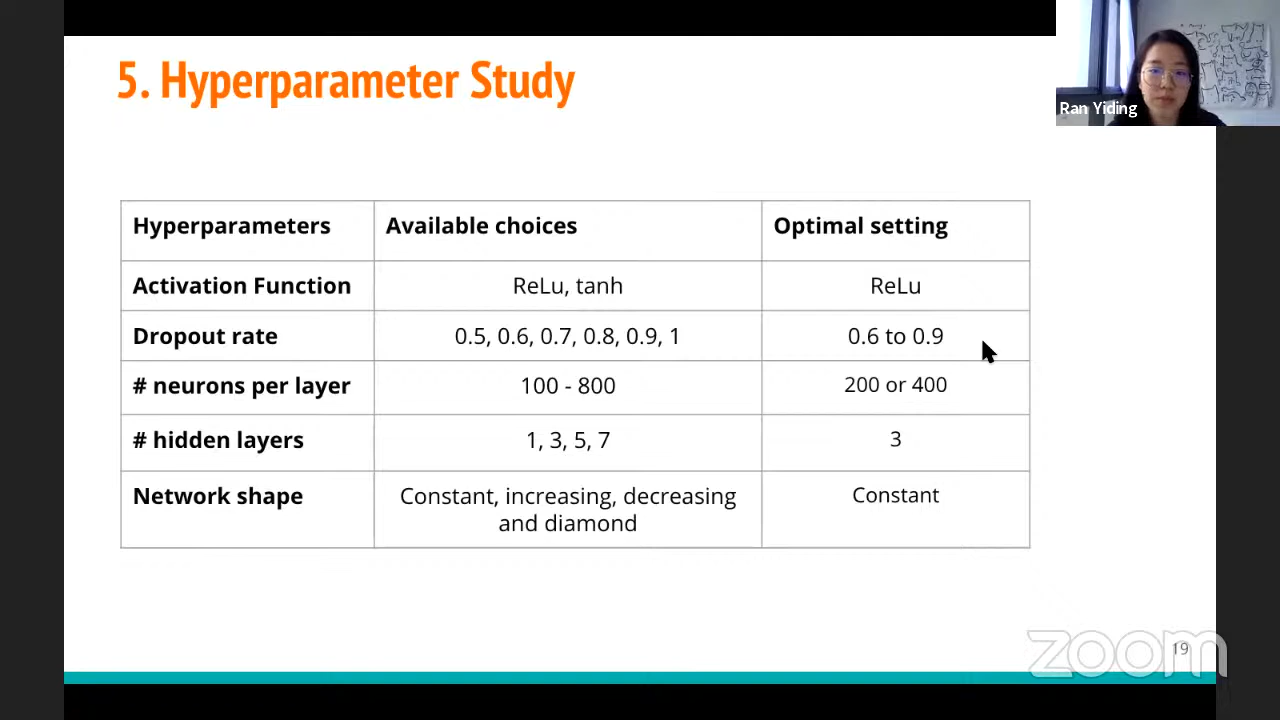 5. Hyperparameter Study
Ran Yiding
Hyperparameters Available choices Optimal setting
Activation Function ReLu, tanh ReLu
Dropout rate 0.5, 0.6, 0.7, 0.8, 0.9, 1 0.6 to 0.9
# neurons per layer 100 - 800 200 or 400
# hidden layers 1, 3, 5, 7 3
Network shape Constant, increasing, decreasing Constant
and diamond
zoom
19